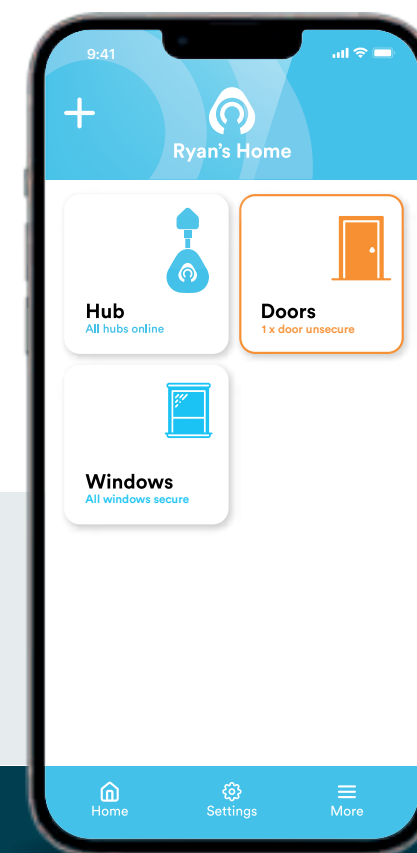 9:41
Ryan's Home
Hub
All hubs online
Doors
1 x door unsecure
Windows
All windows secure
Home
Settings
More